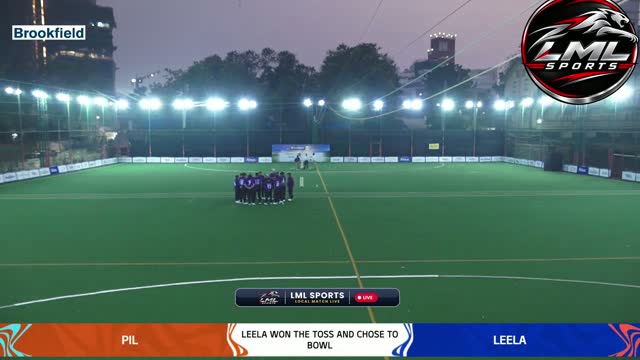 Brookfield
LML
SPORTS
LML SPORTS
LOCAL MATCH LIVE
LIVE
PIL
LEELA WON THE TOSS AND CHOSE TO
BOWL
LEELA